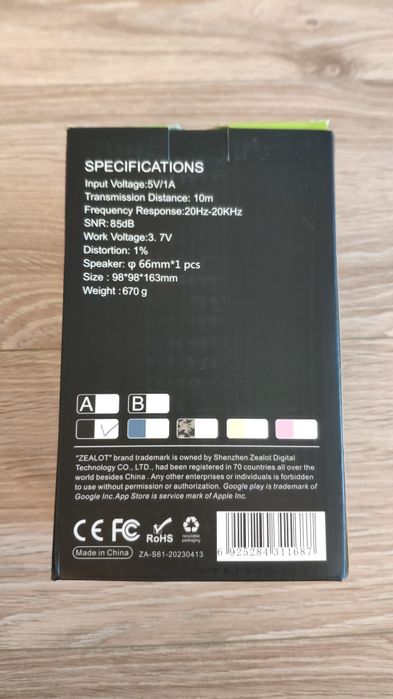 SPECIFICATIONS
Input Voltage:5V/1A
Transmission Distance: 10m
Frequency Response:20Hz-20KHz
SNR:85dB
Work Voltage:3. 7V
Distortion: 1%
Speaker: φ 66mm*1 pcs
Size : 98*98*163mm
Weight : 670 g
A B
"ZEALOT" brand trademark is owned by Shenzhen Zealot Digital
Technology CO., LTD., had been registered in 70 countries all over the
world besides China . Any other enterprises or individuals is forbidden
to use without permission or authorization. Google play is trademark of
Google Inc.App Store is service mark of Apple Inc.
CE FC RoHS recyclable
packaging
Made in China ZA-S61-20230413
6 925284 311687